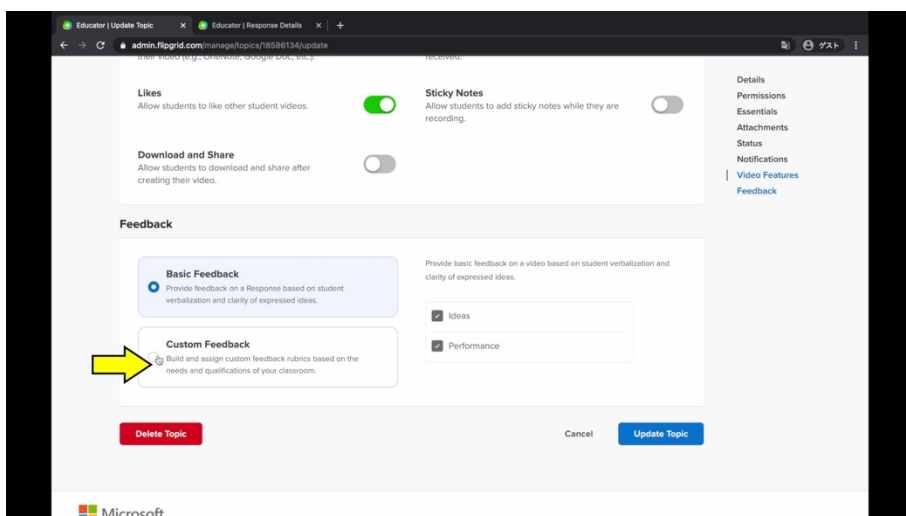 Educator | Update Topic
Educator | Response Details
admin.flipgrid.com/manage/topics/18586134/update
ゲスト
their video (e.g., OneNote, Google Doc, etc.).
received.
Likes
Allow students to like other student videos.
Sticky Notes
Allow students to add sticky notes while they are
recording.
Download and Share
Allow students to download and share after
creating their video.
Details
Permissions
Essentials
Attachments
Status
Notifications
Video Features
Feedback
Feedback
Basic Feedback
Provide feedback on a Response based on student
verbalization and clarity of expressed ideas.
Custom Feedback
Build and assign custom feedback rubrics based on the
needs and qualifications of your classroom.
Provide basic feedback on a video based on student verbalization and
clarity of expressed ideas.
Ideas
Performance
Delete Topic
Cancel
Update Topic
Microsoft